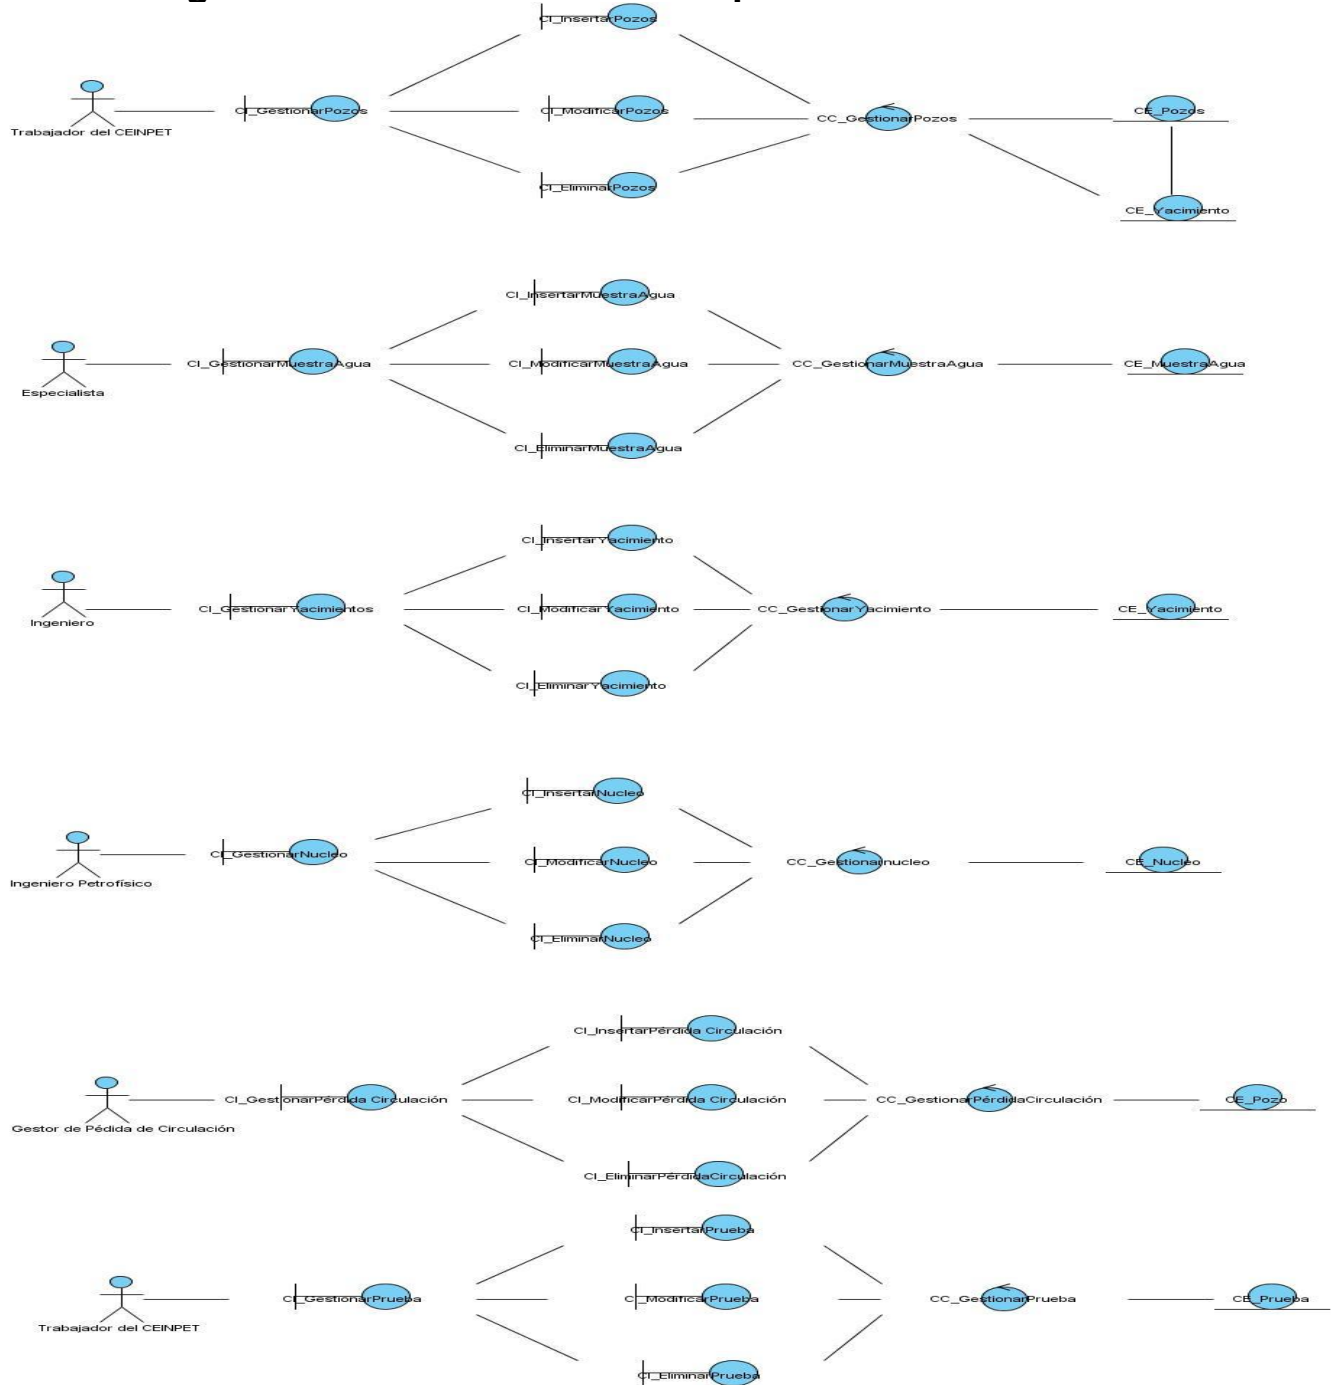 CI_InsertarPozos
CI_GestionarPozos
CI_ModificarPozos
CC_GestionarPozos
CE_Pozos
Trabajador del CEINPET
CI_EliminarPozos
CE_Yacimiento
CI_InsertarMuestraAgua
CI_GestionarMuestraAgua
CI_ModificarMuestraAgua
CC_GestionarMuestraAgua
CE_MuestraAgua
Especialista
CI_EliminarMuestraAgua
CI_InsertarYacimiento
CI_GestionarYacimientos
CI_ModificarYacimiento
CC_GestionarYacimiento
CE_Yacimiento
Ingeniero
CI_EliminarYacimiento
CI_InsertarNucleo
CI_GestionarNucleo
CI_ModificarNucleo
CC_Gestionarnucleo
CE_Nucleo
Ingeniero Petrofísico
CI_EliminarNucleo
CI_InsertarPérdida Circulación
CI_GestionarPérdida Circulación
CI_ModificarPérdida Circulación
CC_GestionarPérdidaCirculación
CE_Pozo
Gestor de Pédida de Circulación
CI_EliminarPérdidaCirculación
CI_InsertarPrueba
CI_GestionarPrueba
CI_ModificarPrueba
CC_GestionarPrueba
CE_Prueba
Trabajador del CEINPET
CI_EliminarPrueba